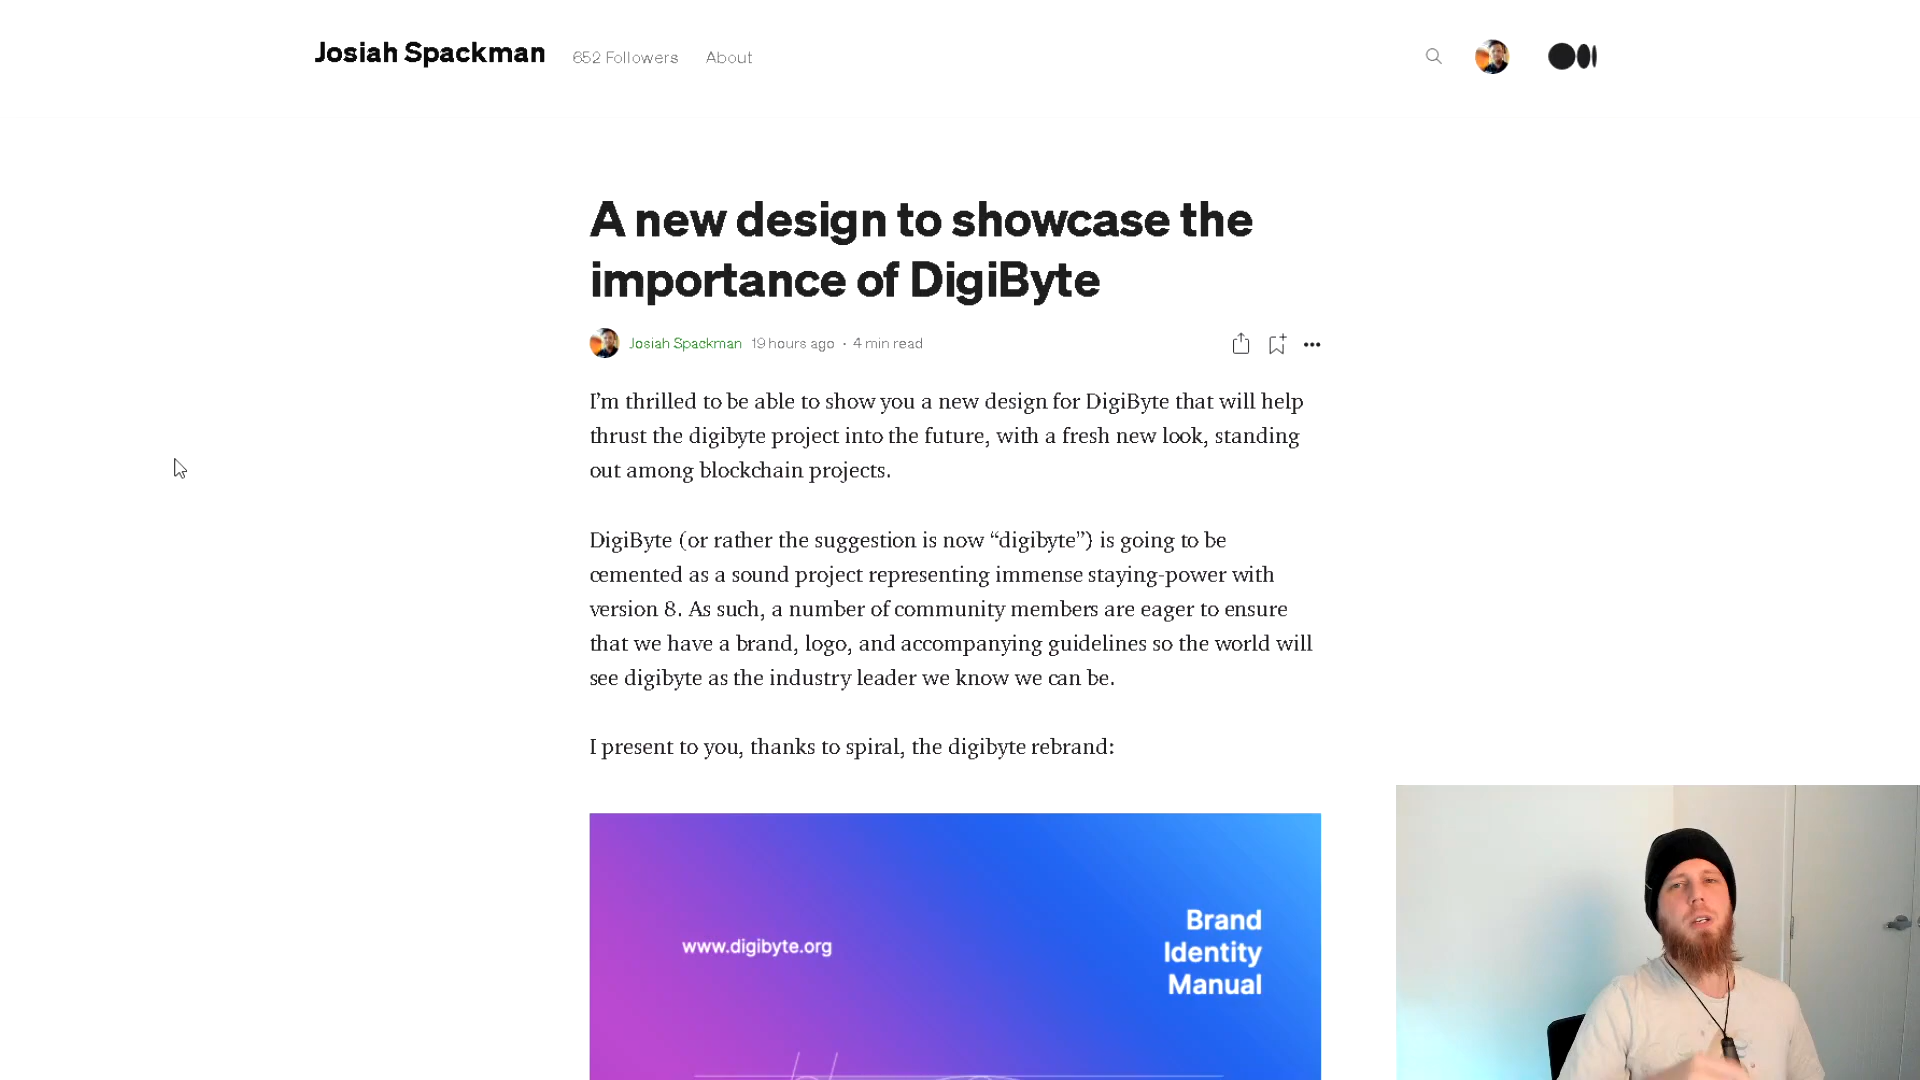 Josiah Spackman 652 Followers About
A new design to showcase the
importance of DigiByte
Josiah Spackman 19 hours ago · 4 min read
I'm thrilled to be able to show you a new design for DigiByte that will help
thrust the digibyte project into the future, with a fresh new look, standing
out among blockchain projects.
DigiByte (or rather the suggestion is now “digibyte”) is going to be
cemented as a sound project representing immense staying-power with
version 8. As such, a number of community members are eager to ensure
that we have a brand, logo, and accompanying guidelines so the world will
see digibyte as the industry leader we know we can be.
I present to you, thanks to spiral, the digibyte rebrand:
www.digibyte.org
Brand
Identity
Manual